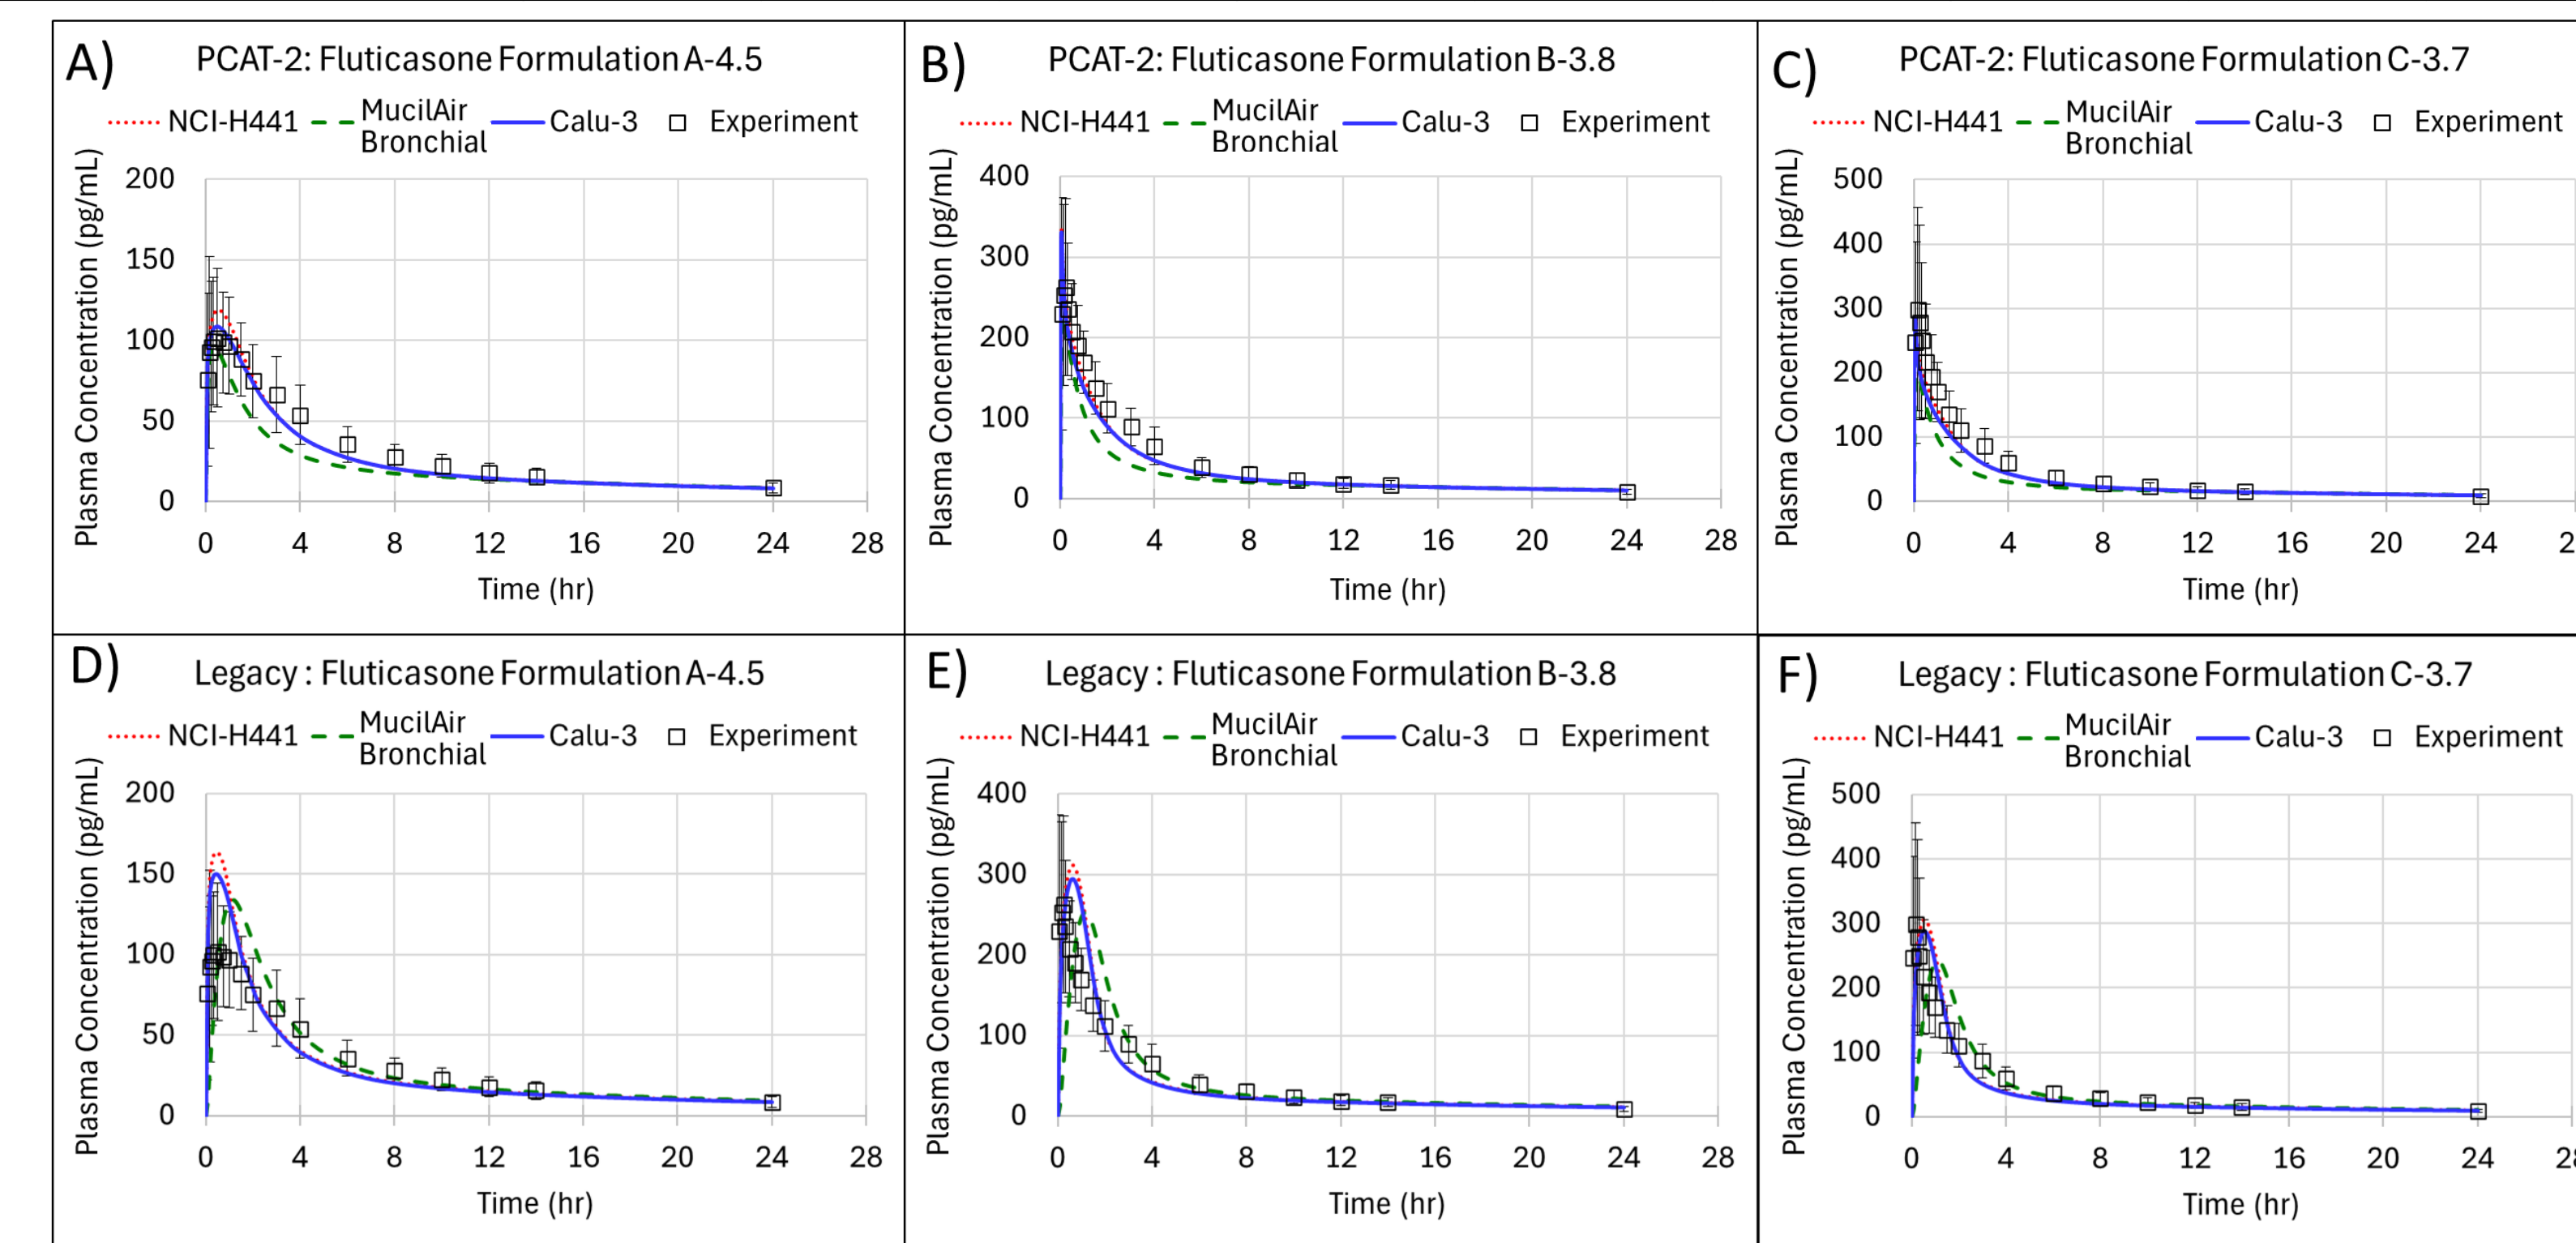 A) PCAT-2: Fluticasone Formulation A-4.5
NCI-H441 MucilAir Bronchial Calu-3 Experiment
Plasma Concentration (pg/mL)
200
150
100
50
0
0 4 8 12 16 20 24 28
Time (hr)
B) PCAT-2: Fluticasone Formulation B-3.8
NCI-H441 MucilAir Bronchial Calu-3 Experiment
Plasma Concentration (pg/mL)
400
300
200
100
0
0 4 8 12 16 20 24 28
Time (hr)
C) PCAT-2: Fluticasone Formulation C-3.7
NCI-H441 MucilAir Bronchial Calu-3 Experiment
Plasma Concentration (pg/mL)
500
400
300
200
100
0
0 4 8 12 16 20 24 2
Time (hr)
D) Legacy : Fluticasone Formulation A-4.5
NCI-H441 MucilAir Bronchial Calu-3 Experiment
Plasma Concentration (pg/mL)
200
150
100
50
0
0 4 8 12 16 20 24 28
Time (hr)
E) Legacy : Fluticasone Formulation B-3.8
NCI-H441 MucilAir Bronchial Calu-3 Experiment
Plasma Concentration (pg/mL)
400
300
200
100
0
0 4 8 12 16 20 24 28
Time (hr)
F) Legacy : Fluticasone Formulation C-3.7
NCI-H441 MucilAir Bronchial Calu-3 Experiment
Plasma Concentration (pg/mL)
500
400
300
200
100
0
0 4 8 12 16 20 24 28
Time (hr)